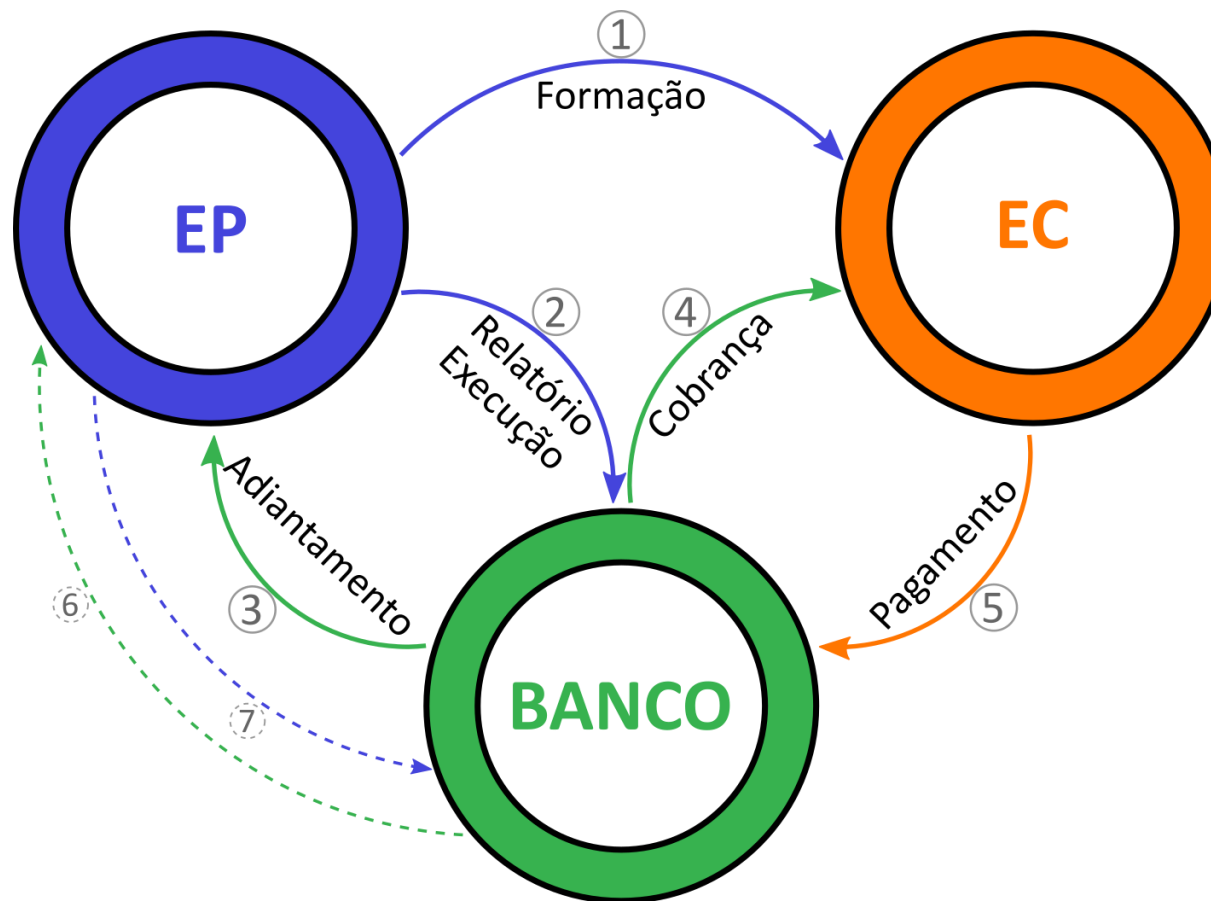 ①
Formação
EP
EC
②
Relatório
Execução
④
Cobrança
Adiantamento
③
Pagamento
⑤
⑥
⑦
BANCO